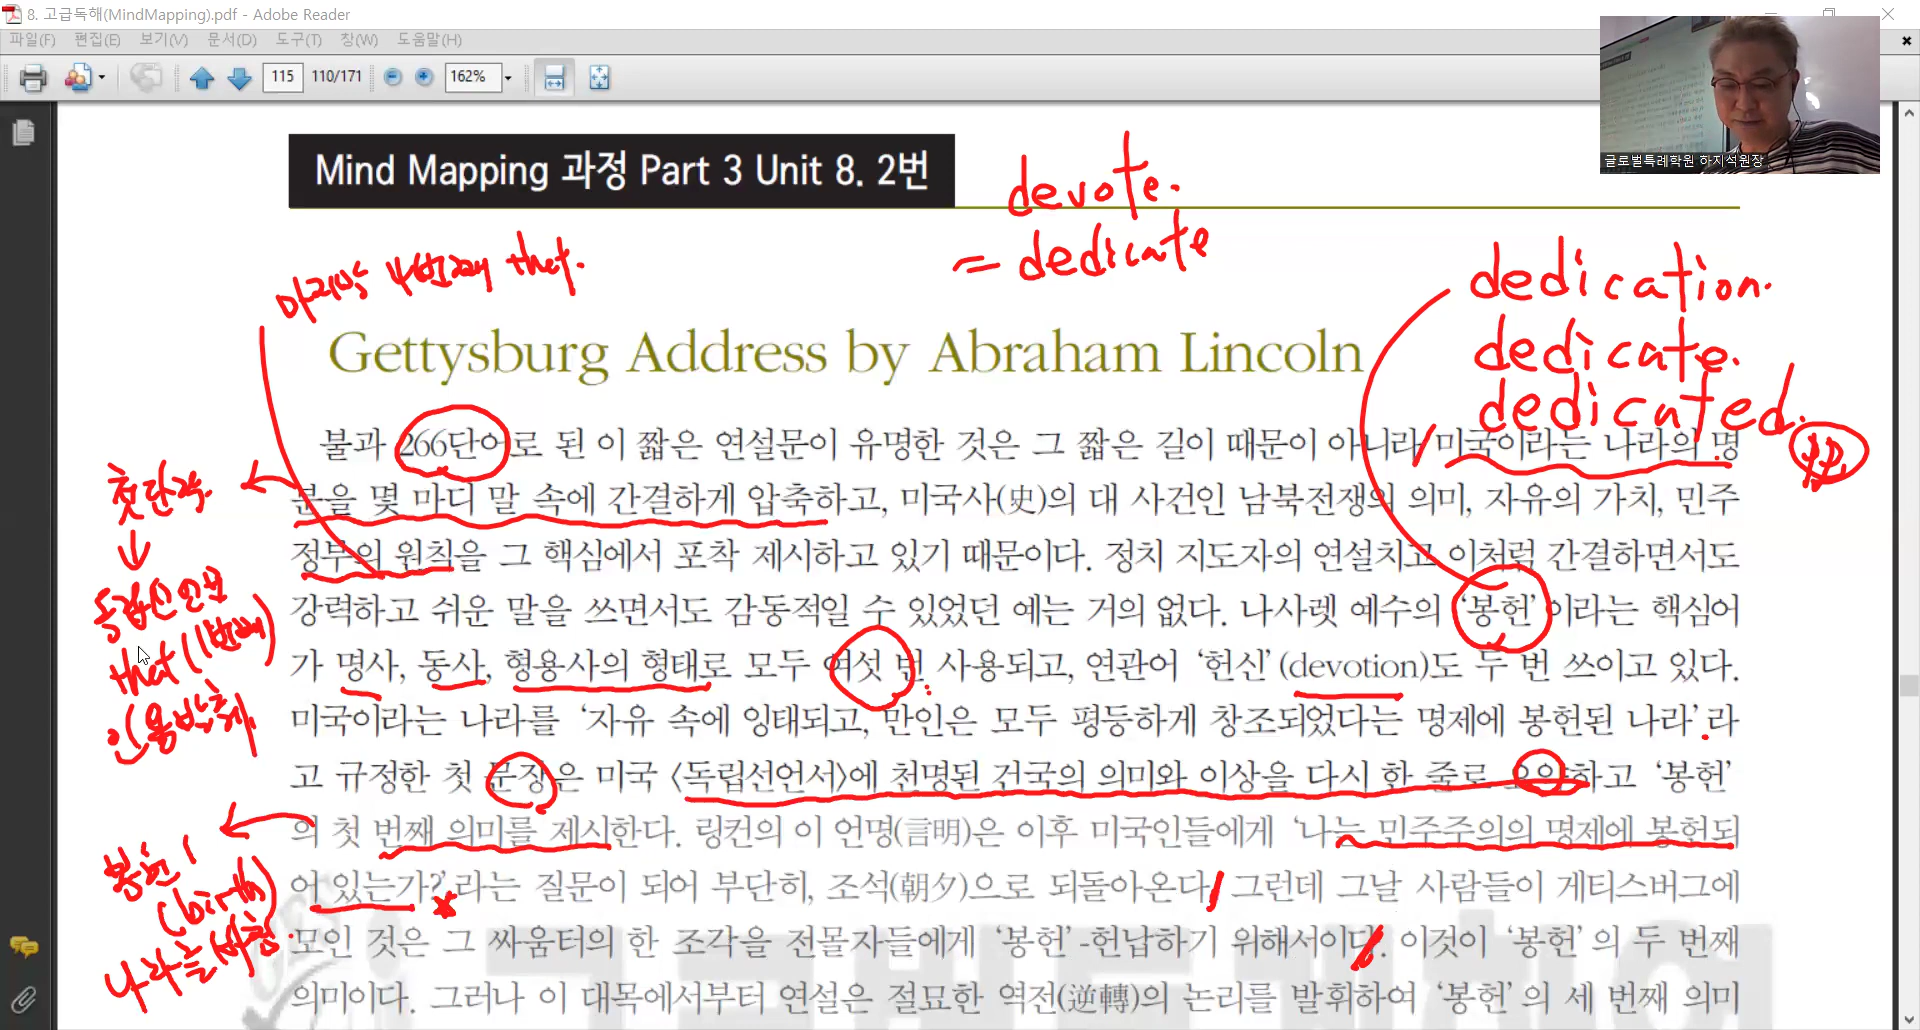 8. 고급독해(MindMapping).pdf - Adobe Reader
파일(F) 편집(E) 보기(V) 문서(D) 도구(T) 창(W) 도움말(H)
115 110/171 162%
글로벌특례학원 하지석원장
Mind Mapping 과정 Part 3 Unit 8. 2번
devote.
= dedicate
마지막 4번째 that.
dedication.
dedicate.
dedicated.
Gettysburg Address by Abraham Lincoln
불과 266단어로 된 이 짧은 연설문이 유명한 것은 그 짧은 길이 때문이 아니라 미국이라는 나라의 명
분을 몇 마디 말 속에 간결하게 압축하고, 미국사(史)의 대 사건인 남북전쟁의 의미, 자유의 가치, 민주
정부의 원칙을 그 핵심에서 포착 제시하고 있기 때문이다. 정치 지도자의 연설치고 이처럼 간결하면서도
강력하고 쉬운 말을 쓰면서도 감동적일 수 있었던 예는 거의 없다. 나사렛 예수의 ‘봉헌’이라는 핵심어
가 명사, 동사, 형용사의 형태로 모두 여섯 번 사용되고, 연관어 ‘헌신’(devotion)도 두 번 쓰이고 있다.
미국이라는 나라를 ‘자유 속에 잉태되고, 만인은 모두 평등하게 창조되었다는 명제에 봉헌된 나라’라
고 규정한 첫 문장은 미국 〈독립선언서〉에 천명된 건국의 의미와 이상을 다시 한 줄로 요약하고 ‘봉헌’
의 첫 번째 의미를 제시한다. 링컨의 이 언명(言明)은 이후 미국인들에게 ‘나는 민주주의의 명제에 봉헌되
어 있는가?’라는 질문이 되어 부단히, 조석(朝夕)으로 되돌아온다. 그런데 그날 사람들이 게티스버그에
모인 것은 그 싸움터의 한 조각을 전몰자들에게 ‘봉헌’-헌납하기 위해서이다. 이것이 ‘봉헌’의 두 번째
의미이다. 그러나 이 대목에서부터 연설은 절묘한 역전(逆轉)의 논리를 발휘하여 ‘봉헌’의 세 번째 의미
첫단락.
독립선언문
that (1번째)
봉헌 1
(birth)